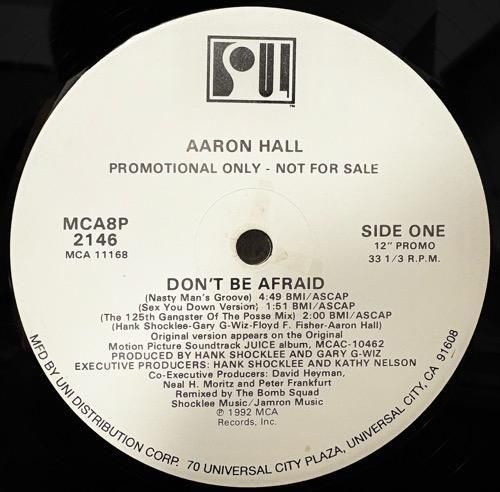 SOUL
TM
AARON HALL
PROMOTIONAL ONLY - NOT FOR SALE
MCA8P
2146
MCA 11168
SIDE ONE
12" PROMO
33 1/3 R.P.M.
DON'T BE AFRAID
(Nasty Man's Groove) 4:49 BMI/ASCAP
(Sex You Down Version) 1:51 BMI/ASCAP
(The 125th Gangster Of The Posse Mix) 2:00 BMI/ASCAP
(Hank Shocklee-Gary G-Wiz-Floyd F. Fisher-Aaron Hall)
Original version appears on the Original
Motion Picture Soundtrack JUICE album, MCAC-10462
PRODUCED BY HANK SHOCKLEE AND GARY G-WIZ
EXECUTIVE PRODUCERS: HANK SHOCKLEE AND KATHY NELSON
Co-Executive Producers: David Heyman,
Neal H. Moritz and Peter Frankfurt
Remixed by The Bomb Squad
Shocklee Music/Jamron Music
℗ 1992 MCA
Records, Inc.
MFD BY UNI DISTRIBUTION CORP. 70 UNIVERSAL CITY PLAZA, UNIVERSAL CITY, CA 91608